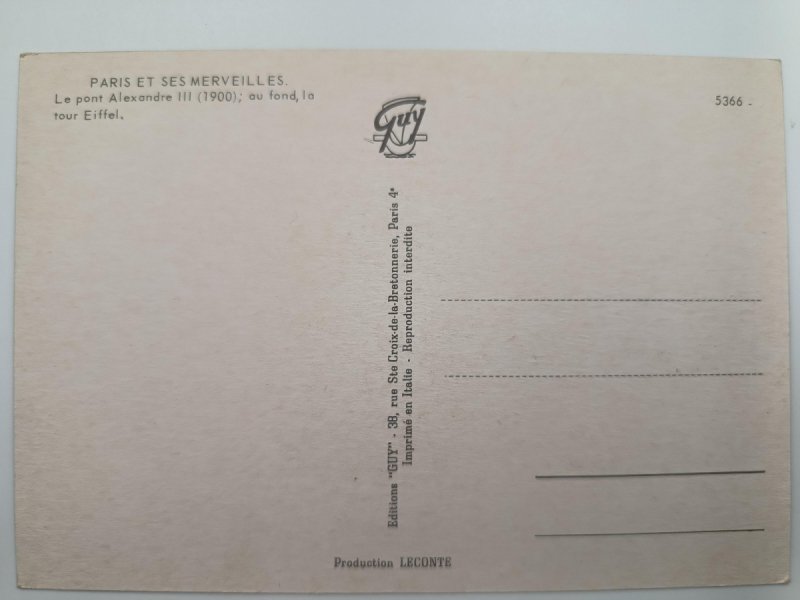 PARIS ET SES MERVEILLES.
Le pont Alexandre III (1900); au fond, la
tour Eiffel.
Guy
5366 -
Editions "GUY" - 38, rue Ste Croix-de-la-Bretonnerie, Paris 4e
Imprimé en Italie - Reproduction interdite
Production LECONTE